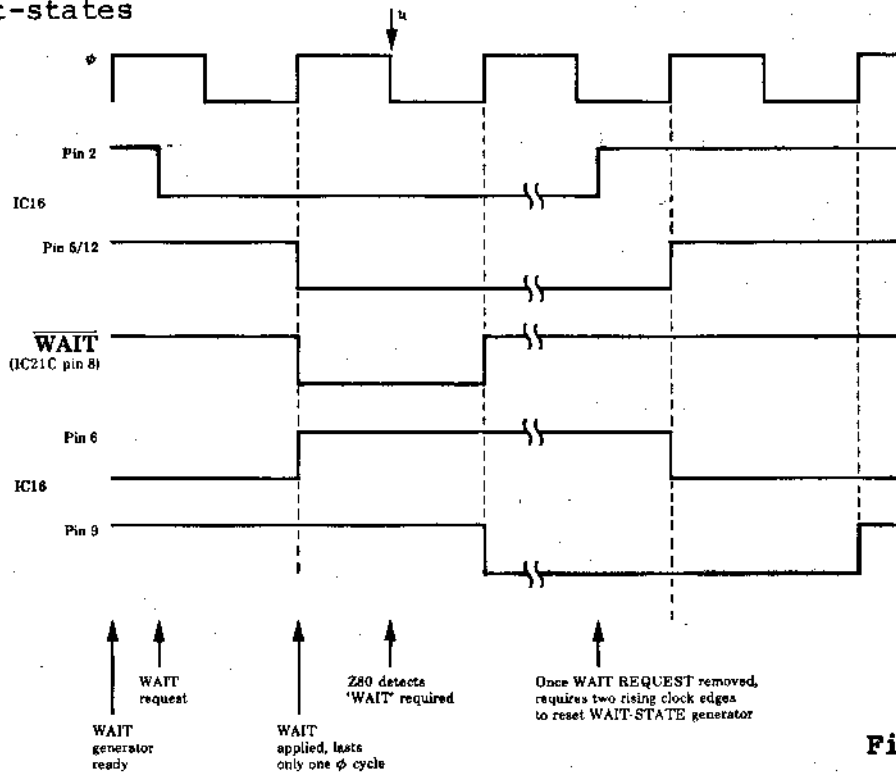 t-states
u
φ
Pin 2
IC16
Pin 5/12
WAIT
(IC21C pin 8)
Pin 6
IC16
Pin 9
WAIT
request
Z80 detects
'WAIT' required
Once WAIT REQUEST removed,
requires two rising clock edges
to reset WAIT-STATE generator
WAIT
generator
ready
WAIT
applied, lasts
only one φ cycle
Fi